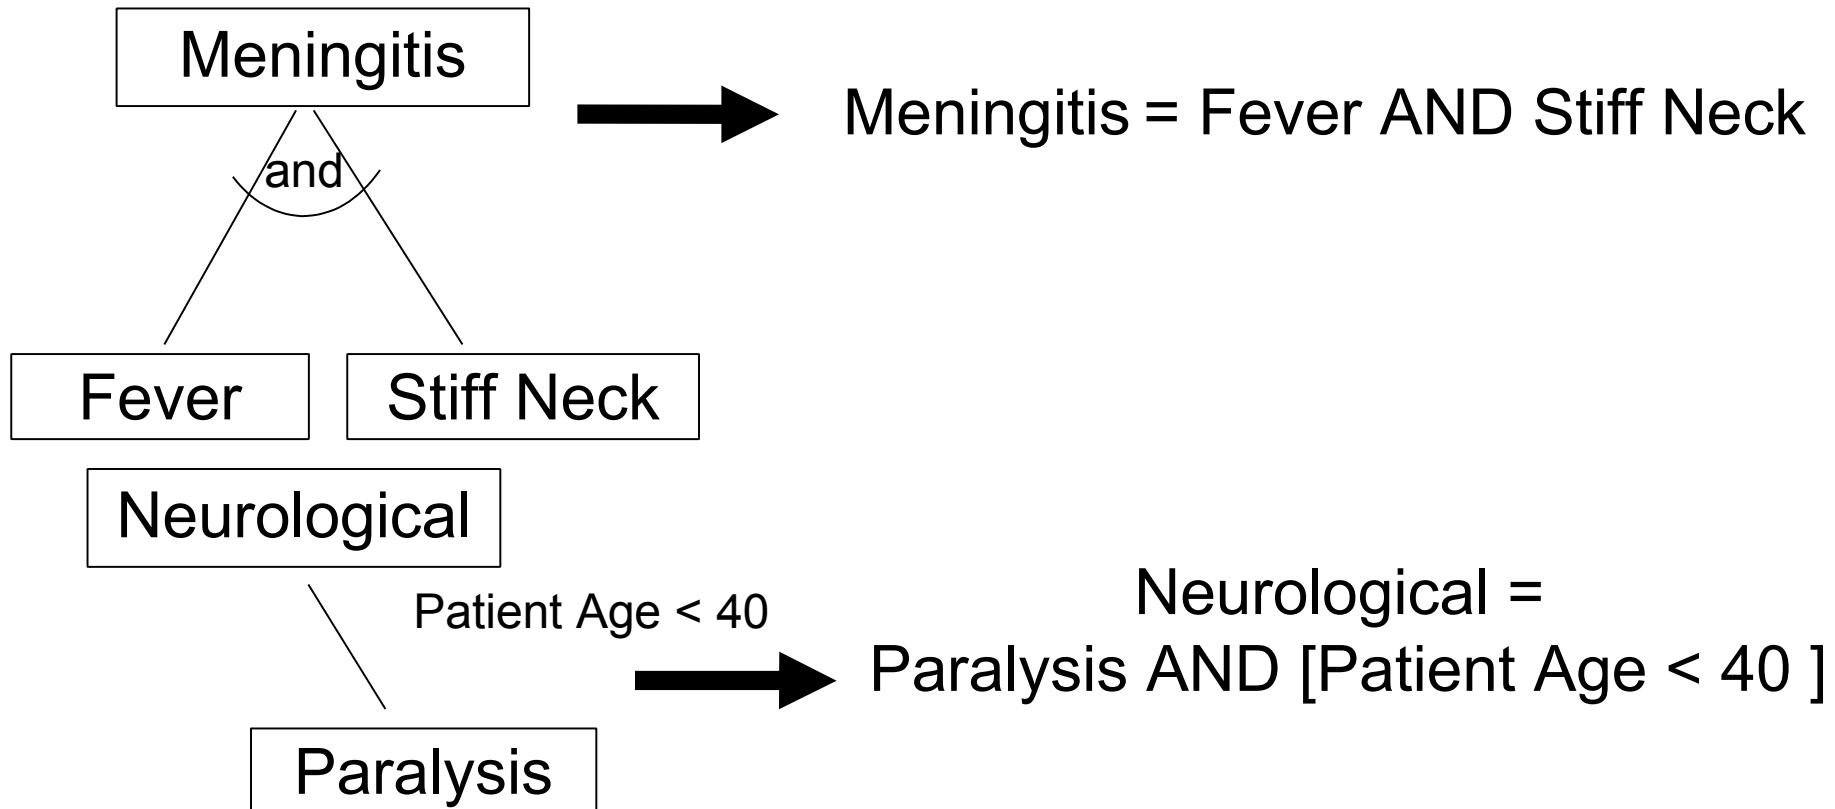 Meningitis
Meningitis = Fever AND Stiff Neck
and
Fever
Stiff Neck
Neurological
Patient Age < 40
Neurological =
Paralysis AND [Patient Age < 40 ]
Paralysis